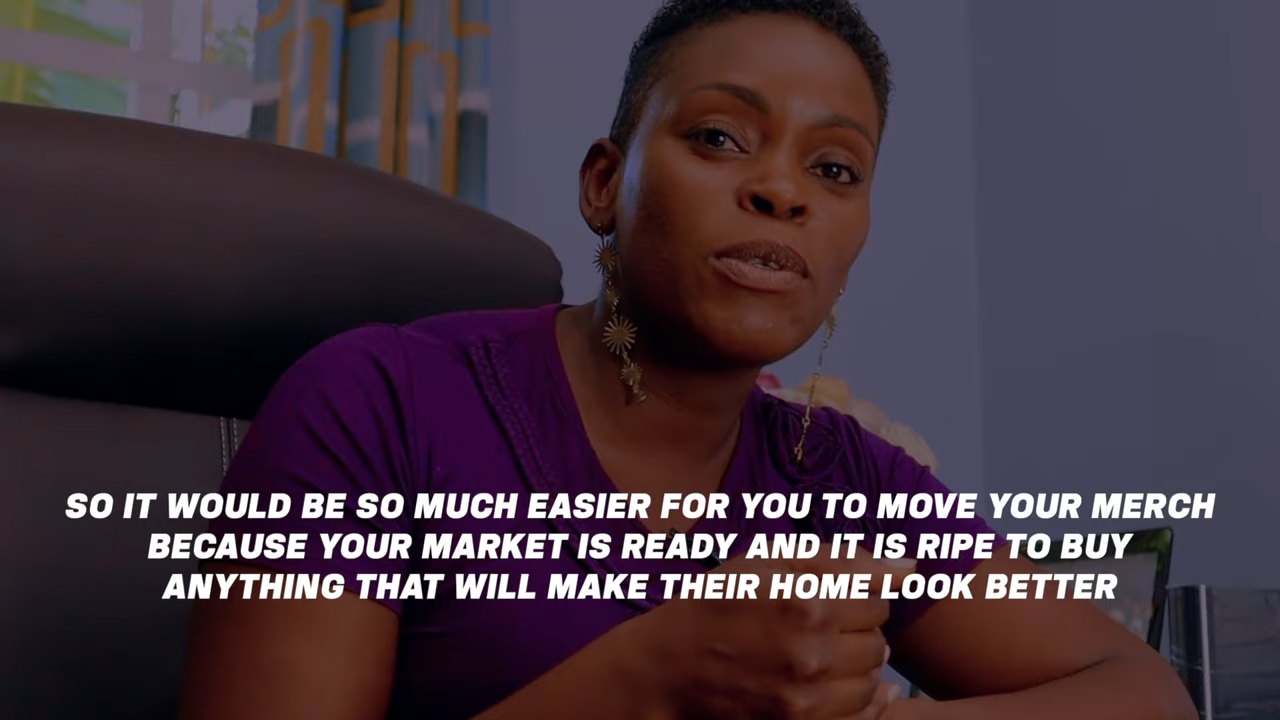 SO IT WOULD BE SO MUCH EASIER FOR YOU TO MOVE YOUR MERCH
BECAUSE YOUR MARKET IS READY AND IT IS RIPE TO BUY
ANYTHING THAT WILL MAKE THEIR HOME LOOK BETTER